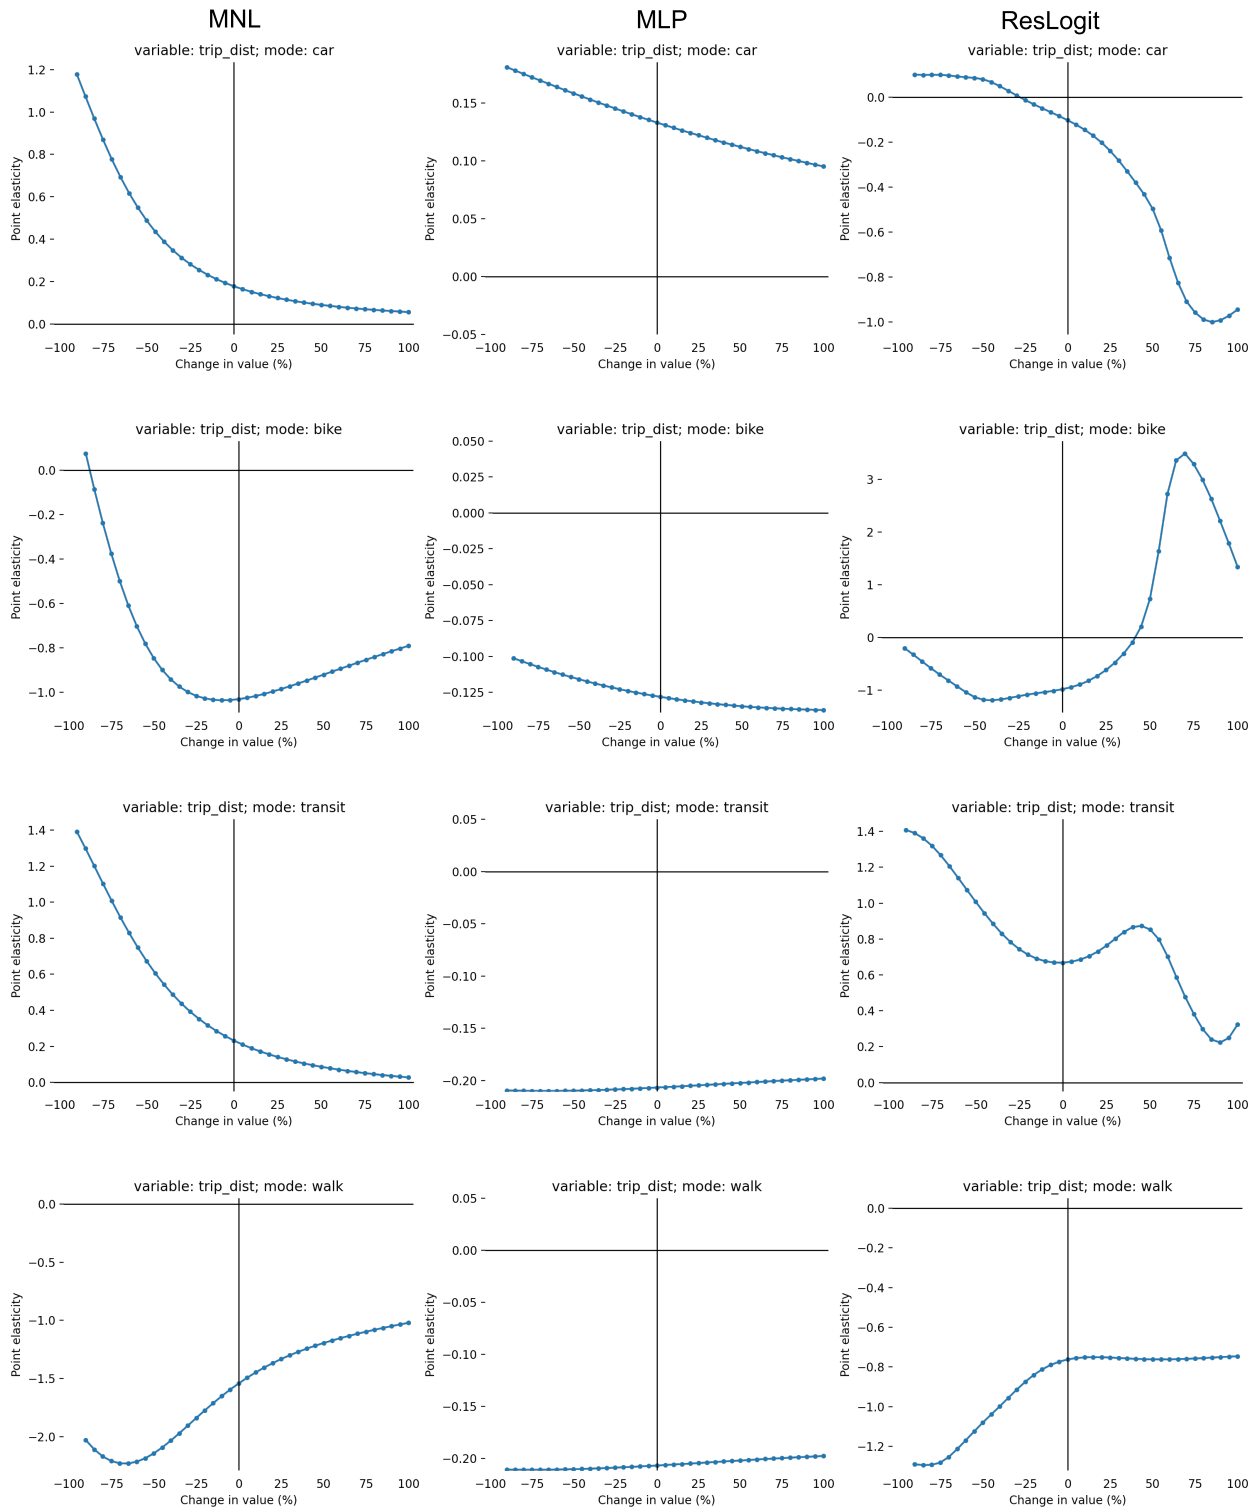 MNL MLP ResLogit
variable: trip_dist; mode: car variable: trip_dist; mode: car variable: trip_dist; mode: car
Point elasticity
1.2
1.0
0.8
0.6
0.4
0.2
0.0
−100 −75 −50 −25 0 25 50 75 100
Change in value (%)
Point elasticity
0.15
0.10
0.05
0.00
−0.05
−100 −75 −50 −25 0 25 50 75 100
Change in value (%)
Point elasticity
0.0
−0.2
−0.4
−0.6
−0.8
−1.0
−100 −75 −50 −25 0 25 50 75 100
Change in value (%)
variable: trip_dist; mode: bike variable: trip_dist; mode: bike variable: trip_dist; mode: bike
Point elasticity
0.0
−0.2
−0.4
−0.6
−0.8
−1.0
−100 −75 −50 −25 0 25 50 75 100
Change in value (%)
Point elasticity
0.050
0.025
0.000
−0.025
−0.050
−0.075
−0.100
−0.125
−100 −75 −50 −25 0 25 50 75 100
Change in value (%)
Point elasticity
3
2
1
0
−1
−100 −75 −50 −25 0 25 50 75 100
Change in value (%)
variable: trip_dist; mode: transit variable: trip_dist; mode: transit variable: trip_dist; mode: transit
Point elasticity
1.4
1.2
1.0
0.8
0.6
0.4
0.2
0.0
−100 −75 −50 −25 0 25 50 75 100
Change in value (%)
Point elasticity
0.05
0.00
−0.05
−0.10
−0.15
−0.20
−100 −75 −50 −25 0 25 50 75 100
Change in value (%)
Point elasticity
1.4
1.2
1.0
0.8
0.6
0.4
0.2
0.0
−100 −75 −50 −25 0 25 50 75 100
Change in value (%)
variable: trip_dist; mode: walk variable: trip_dist; mode: walk variable: trip_dist; mode: walk
Point elasticity
0.0
−0.5
−1.0
−1.5
−2.0
−100 −75 −50 −25 0 25 50 75 100
Change in value (%)
Point elasticity
0.05
0.00
−0.05
−0.10
−0.15
−0.20
−100 −75 −50 −25 0 25 50 75 100
Change in value (%)
Point elasticity
0.0
−0.2
−0.4
−0.6
−0.8
−1.0
−1.2
−100 −75 −50 −25 0 25 50 75 100
Change in value (%)